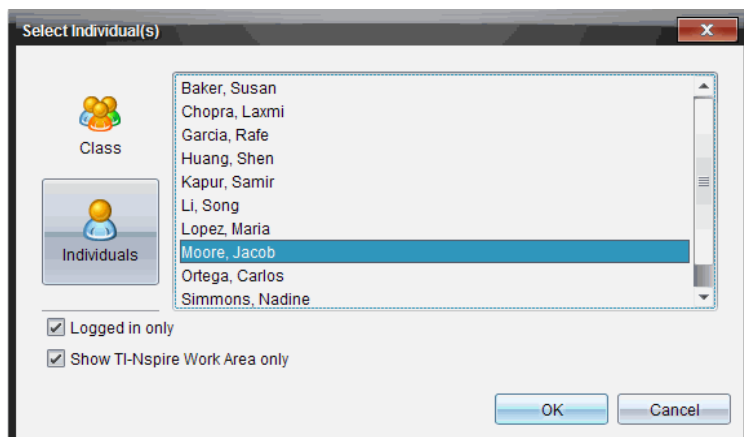 Select Individual(s)
Class
Individuals
Baker, Susan
Chopra, Laxmi
Garcia, Rafe
Huang, Shen
Kapur, Samir
Li, Song
Lopez, Maria
Moore, Jacob
Ortega, Carlos
Simmons, Nadine
Logged in only
Show TI-Nspire Work Area only
OK
Cancel